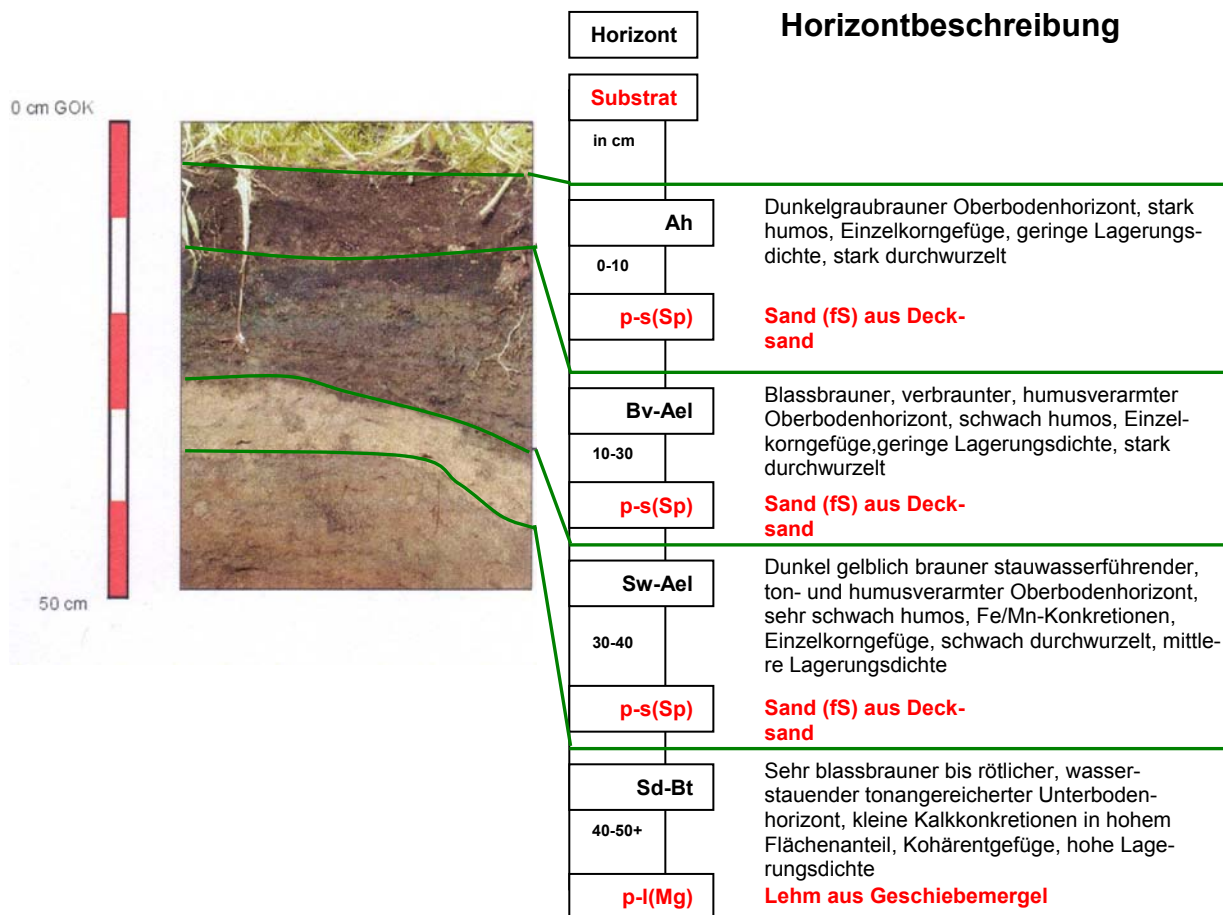 Horizontbeschreibung
Horizont
Substrat
in cm
0 cm GOK
50 cm
Ah
0-10
p-s(Sp)
Dunkelgraubrauner Oberbodenhorizont, stark
humos, Einzelkorngefüge, geringe Lagerungs-
dichte, stark durchwurzelt
Sand (fS) aus Deck-
sand
Bv-Ael
10-30
p-s(Sp)
Blassbrauner, verbraunter, humusverarmter
Oberbodenhorizont, schwach humos, Einzel-
korngefüge,geringe Lagerungsdichte, stark
durchwurzelt
Sand (fS) aus Deck-
sand
Sw-Ael
30-40
p-s(Sp)
Dunkel gelblich brauner stauwasserführender,
ton- und humusverarmter Oberbodenhorizont,
sehr schwach humos, Fe/Mn-Konkretionen,
Einzelkorngefüge, schwach durchwurzelt, mittle-
re Lagerungsdichte
Sand (fS) aus Deck-
sand
Sd-Bt
40-50+
p-l(Mg)
Sehr blassbrauner bis rötlicher, wasser-
stauender tonangereicherter Unterboden-
horizont, kleine Kalkkonkretionen in hohem
Flächenanteil, Kohärentgefüge, hohe Lage-
rungsdichte
Lehm aus Geschiebemergel